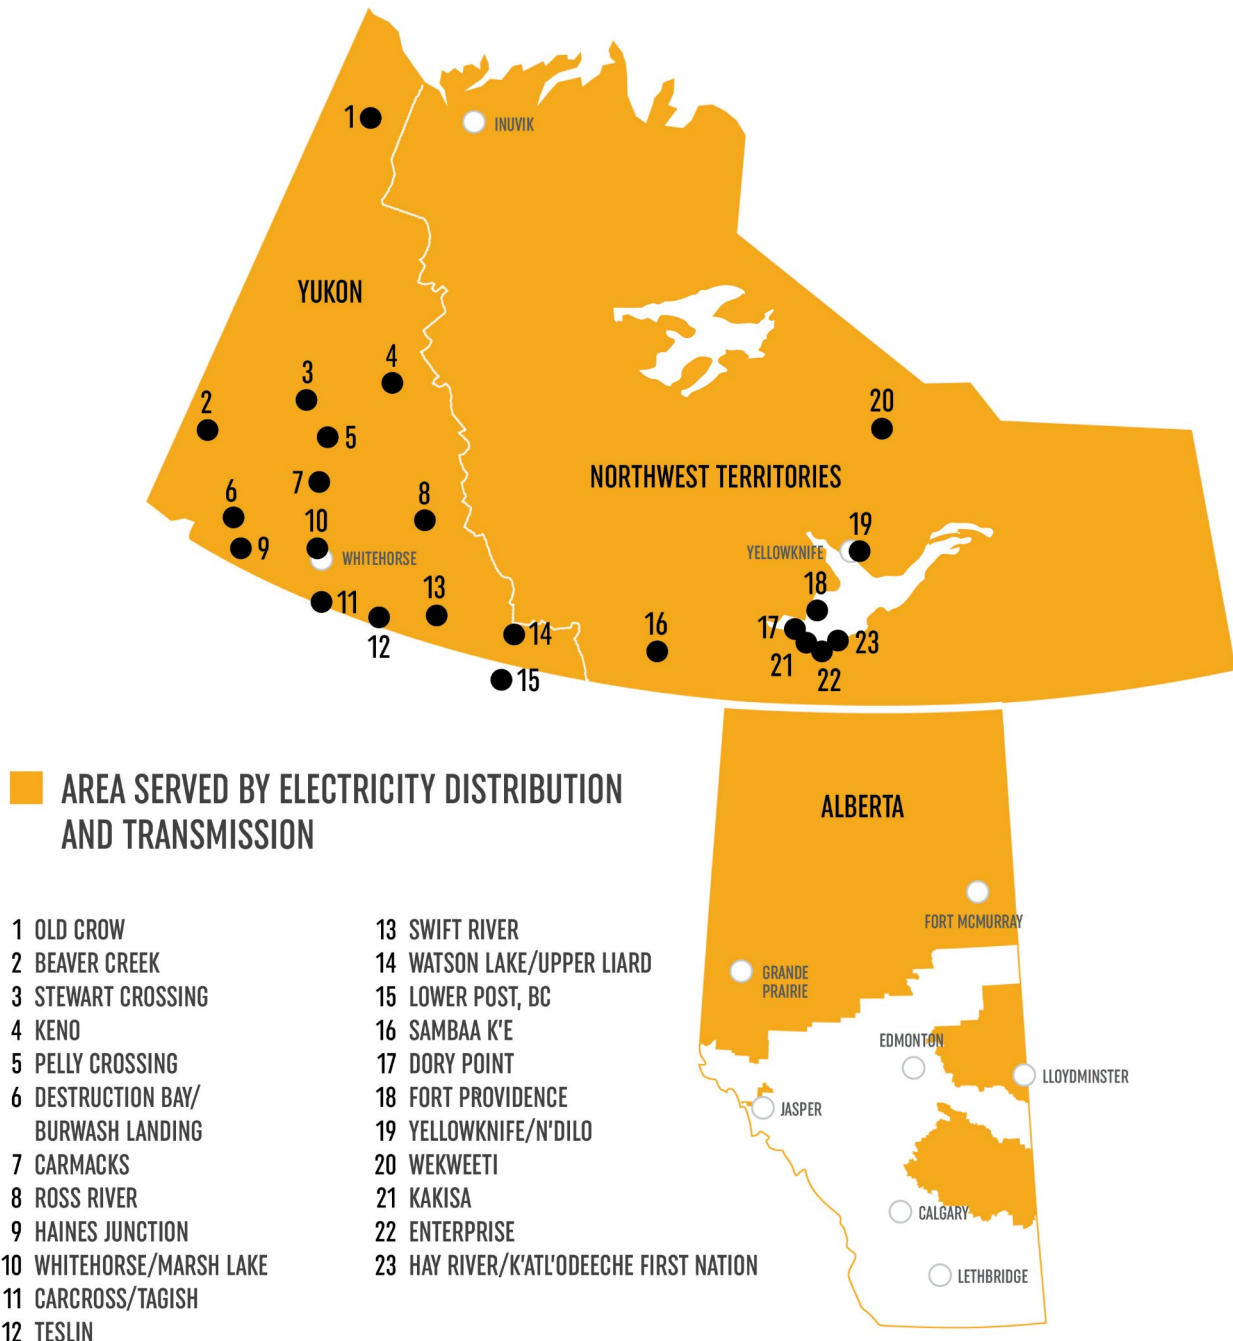 1
INUVIK
YUKON
4
3
2
20
5
NORTHWEST TERRITORIES
7
6
8
10
19
9
WHITEHORSE
YELLOWKNIFE
18
13
11
17
16
14
12
23
21
22
15
AREA SERVED BY ELECTRICITY DISTRIBUTION
AND TRANSMISSION
ALBERTA
FORT MCMURRAY
GRANDE
PRAIRIE
EDMONTON
LLOYDMINSTER
JASPER
CALGARY
LETHBRIDGE
1 OLD CROW
2 BEAVER CREEK
3 STEWART CROSSING
4 KENO
5 PELLY CROSSING
6 DESTRUCTION BAY/
BURWASH LANDING
7 CARMACKS
8 ROSS RIVER
9 HAINES JUNCTION
10 WHITEHORSE/MARSH LAKE
11 CARCROSS/TAGISH
12 TESLIN
13 SWIFT RIVER
14 WATSON LAKE/UPPER LIARD
15 LOWER POST, BC
16 SAMBAA K'E
17 DORY POINT
18 FORT PROVIDENCE
19 YELLOWKNIFE/N'DILO
20 WEKWEETI
21 KAKISA
22 ENTERPRISE
23 HAY RIVER/K'ATL'ODEECHE FIRST NATION